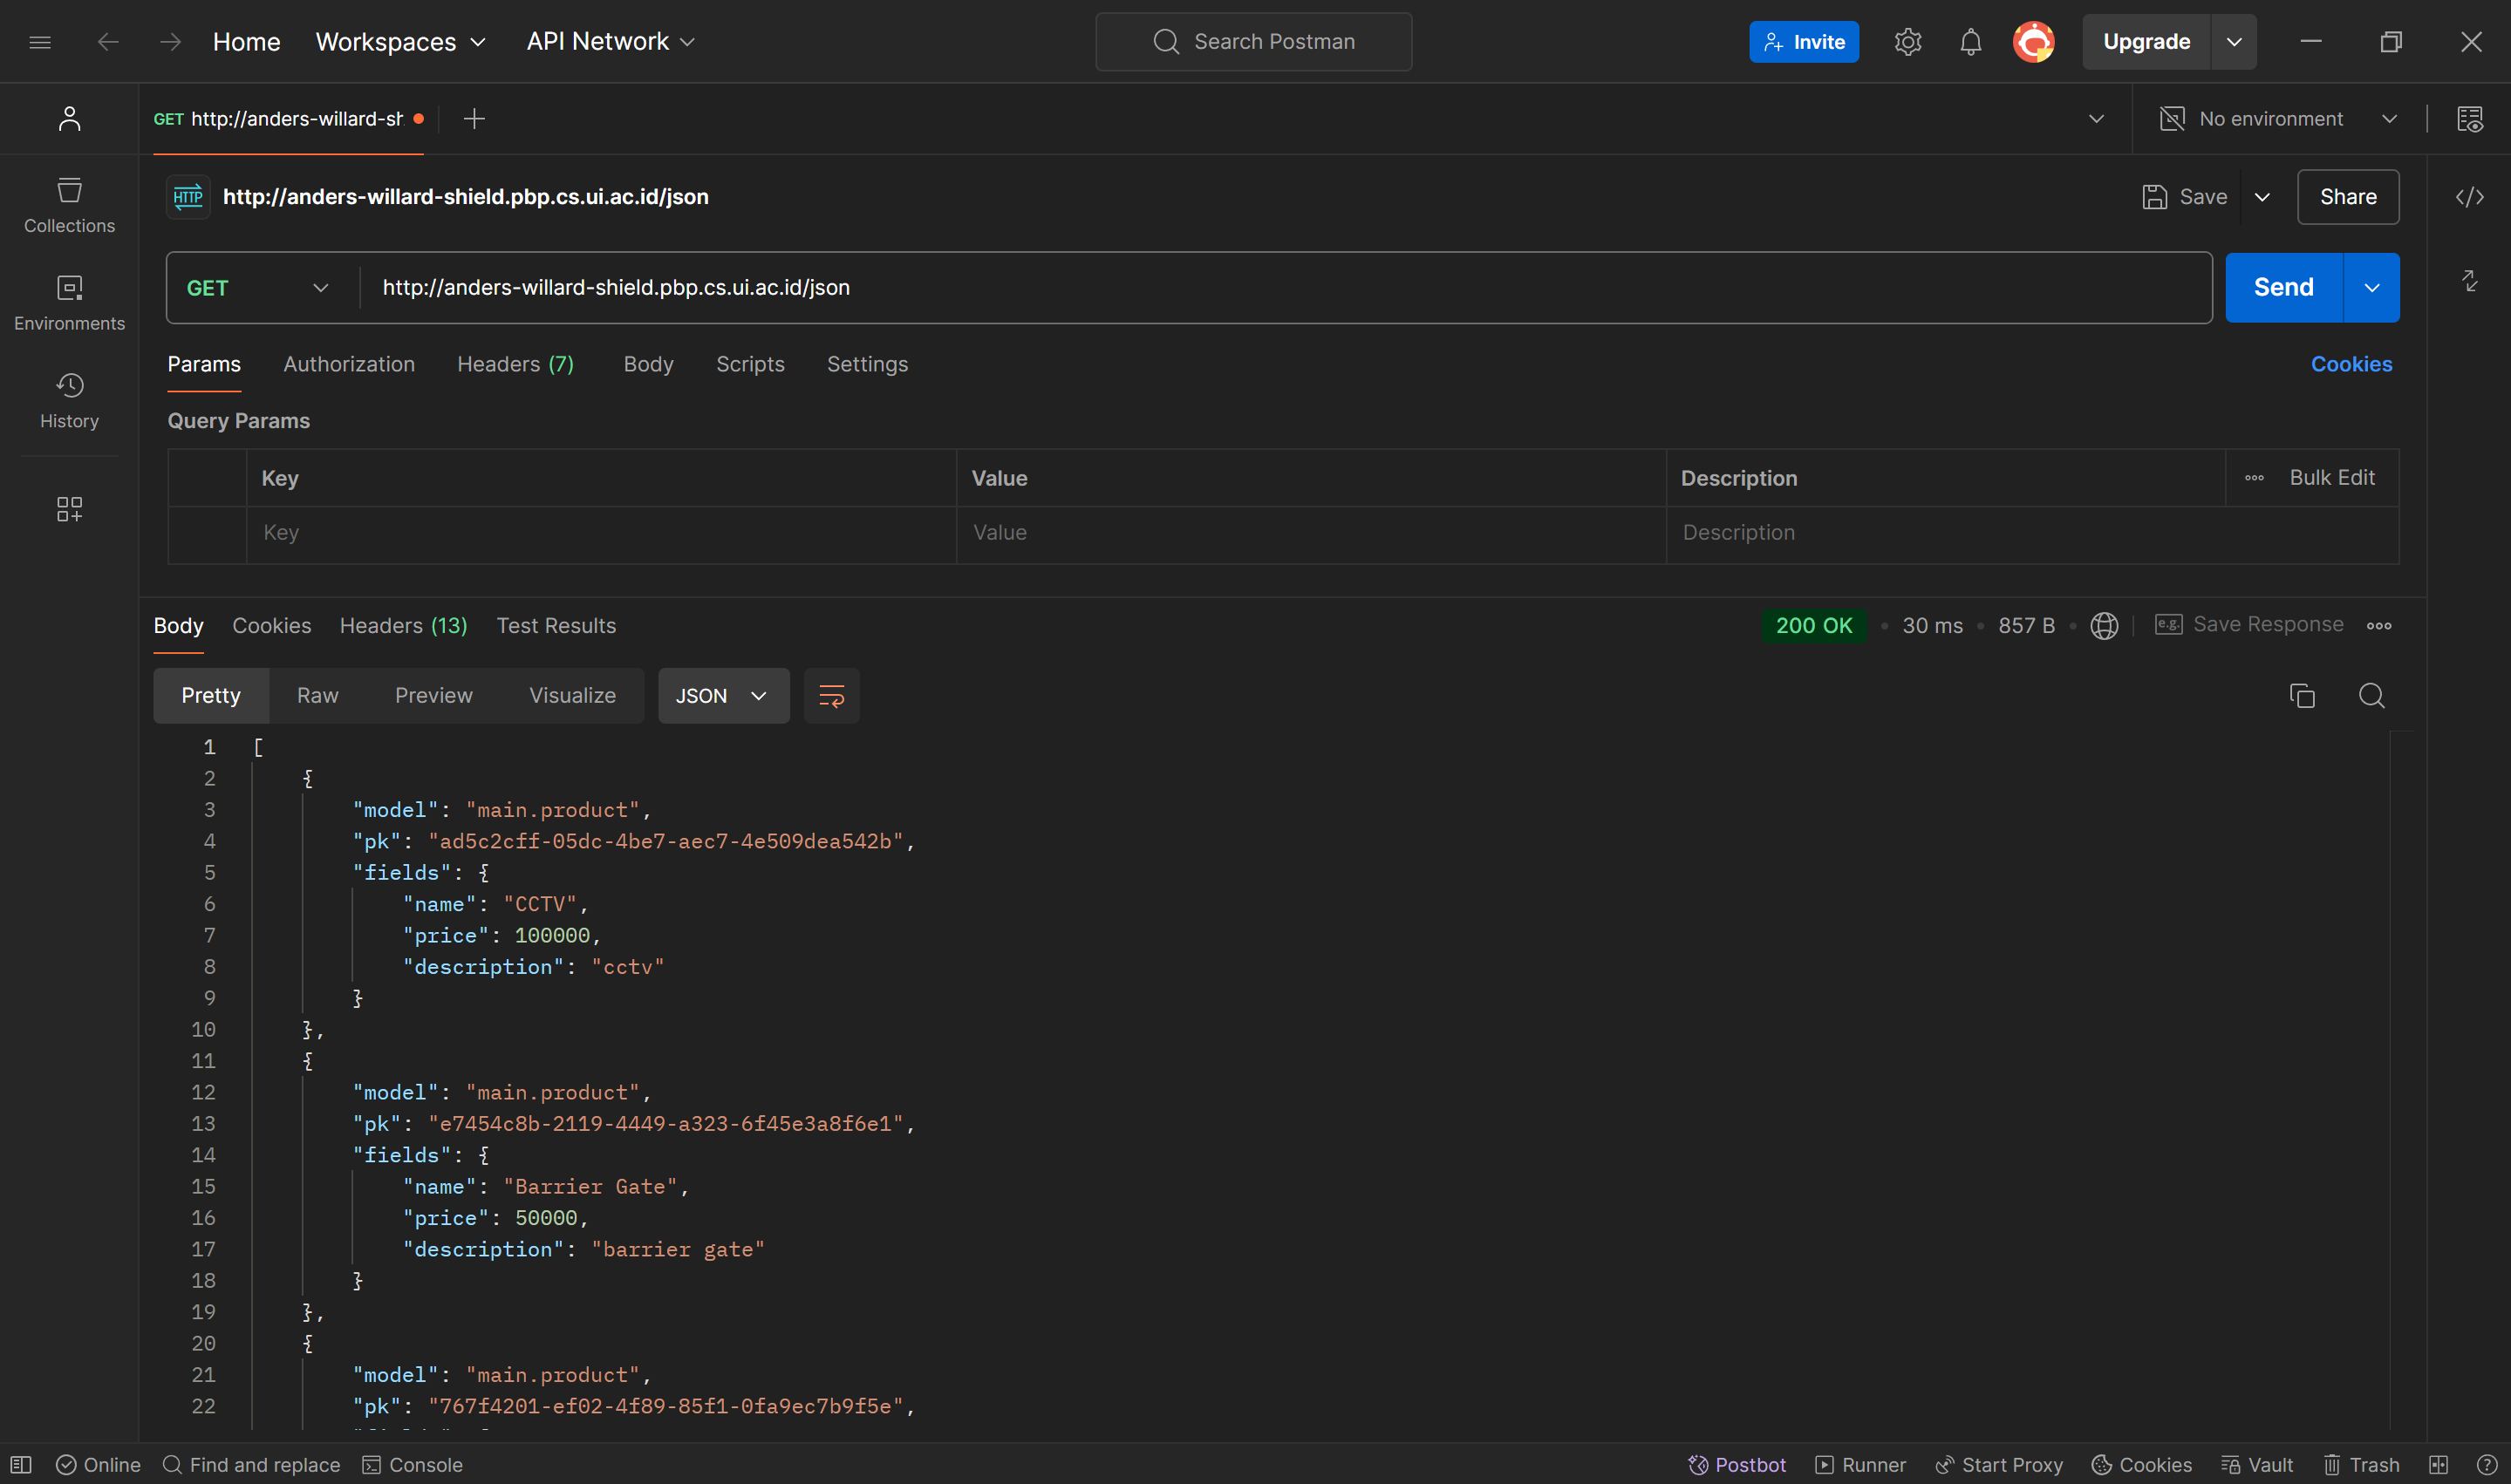 Home Workspaces API Network Search Postman Invite Upgrade
GET http://anders-willard-sh No environment
HTTP http://anders-willard-shield.pbp.cs.ui.ac.id/json Save Share
Collections
GET http://anders-willard-shield.pbp.cs.ui.ac.id/json Send
Environments
Params Authorization Headers (7) Body Scripts Settings Cookies
History
Query Params
Key Value Description Bulk Edit
Key Value Description
Body Cookies Headers (13) Test Results 200 OK 30 ms 857 B e.g. Save Response
Pretty Raw Preview Visualize JSON
1 [
2 {
3 "model": "main.product",
4 "pk": "ad5c2cff-05dc-4be7-aec7-4e509dea542b",
5 "fields": {
6 "name": "CCTV",
7 "price": 100000,
8 "description": "cctv"
9 }
10 },
11 {
12 "model": "main.product",
13 "pk": "e7454c8b-2119-4449-a323-6f45e3a8f6e1",
14 "fields": {
15 "name": "Barrier Gate",
16 "price": 50000,
17 "description": "barrier gate"
18 }
19 },
20 {
21 "model": "main.product",
22 "pk": "767f4201-ef02-4f89-85f1-0fa9ec7b9f5e",
Online Find and replace Console Postbot Runner Start Proxy Cookies Vault Trash